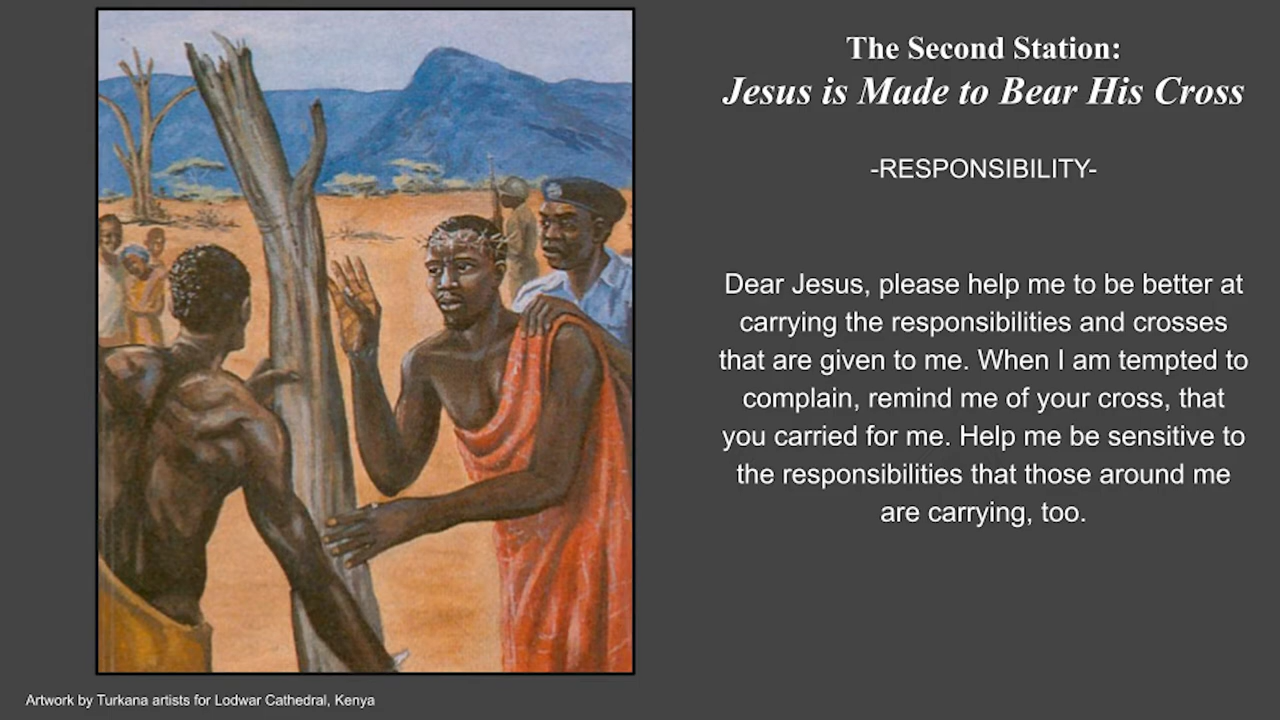 The Second Station:
Jesus is Made to Bear His Cross
-RESPONSIBILITY-
Dear Jesus, please help me to be better at
carrying the responsibilities and crosses
that are given to me. When I am tempted to
complain, remind me of your cross, that
you carried for me. Help me be sensitive to
the responsibilities that those around me
are carrying, too.
Artwork by Turkana artists for Lodwar Cathedral, Kenya